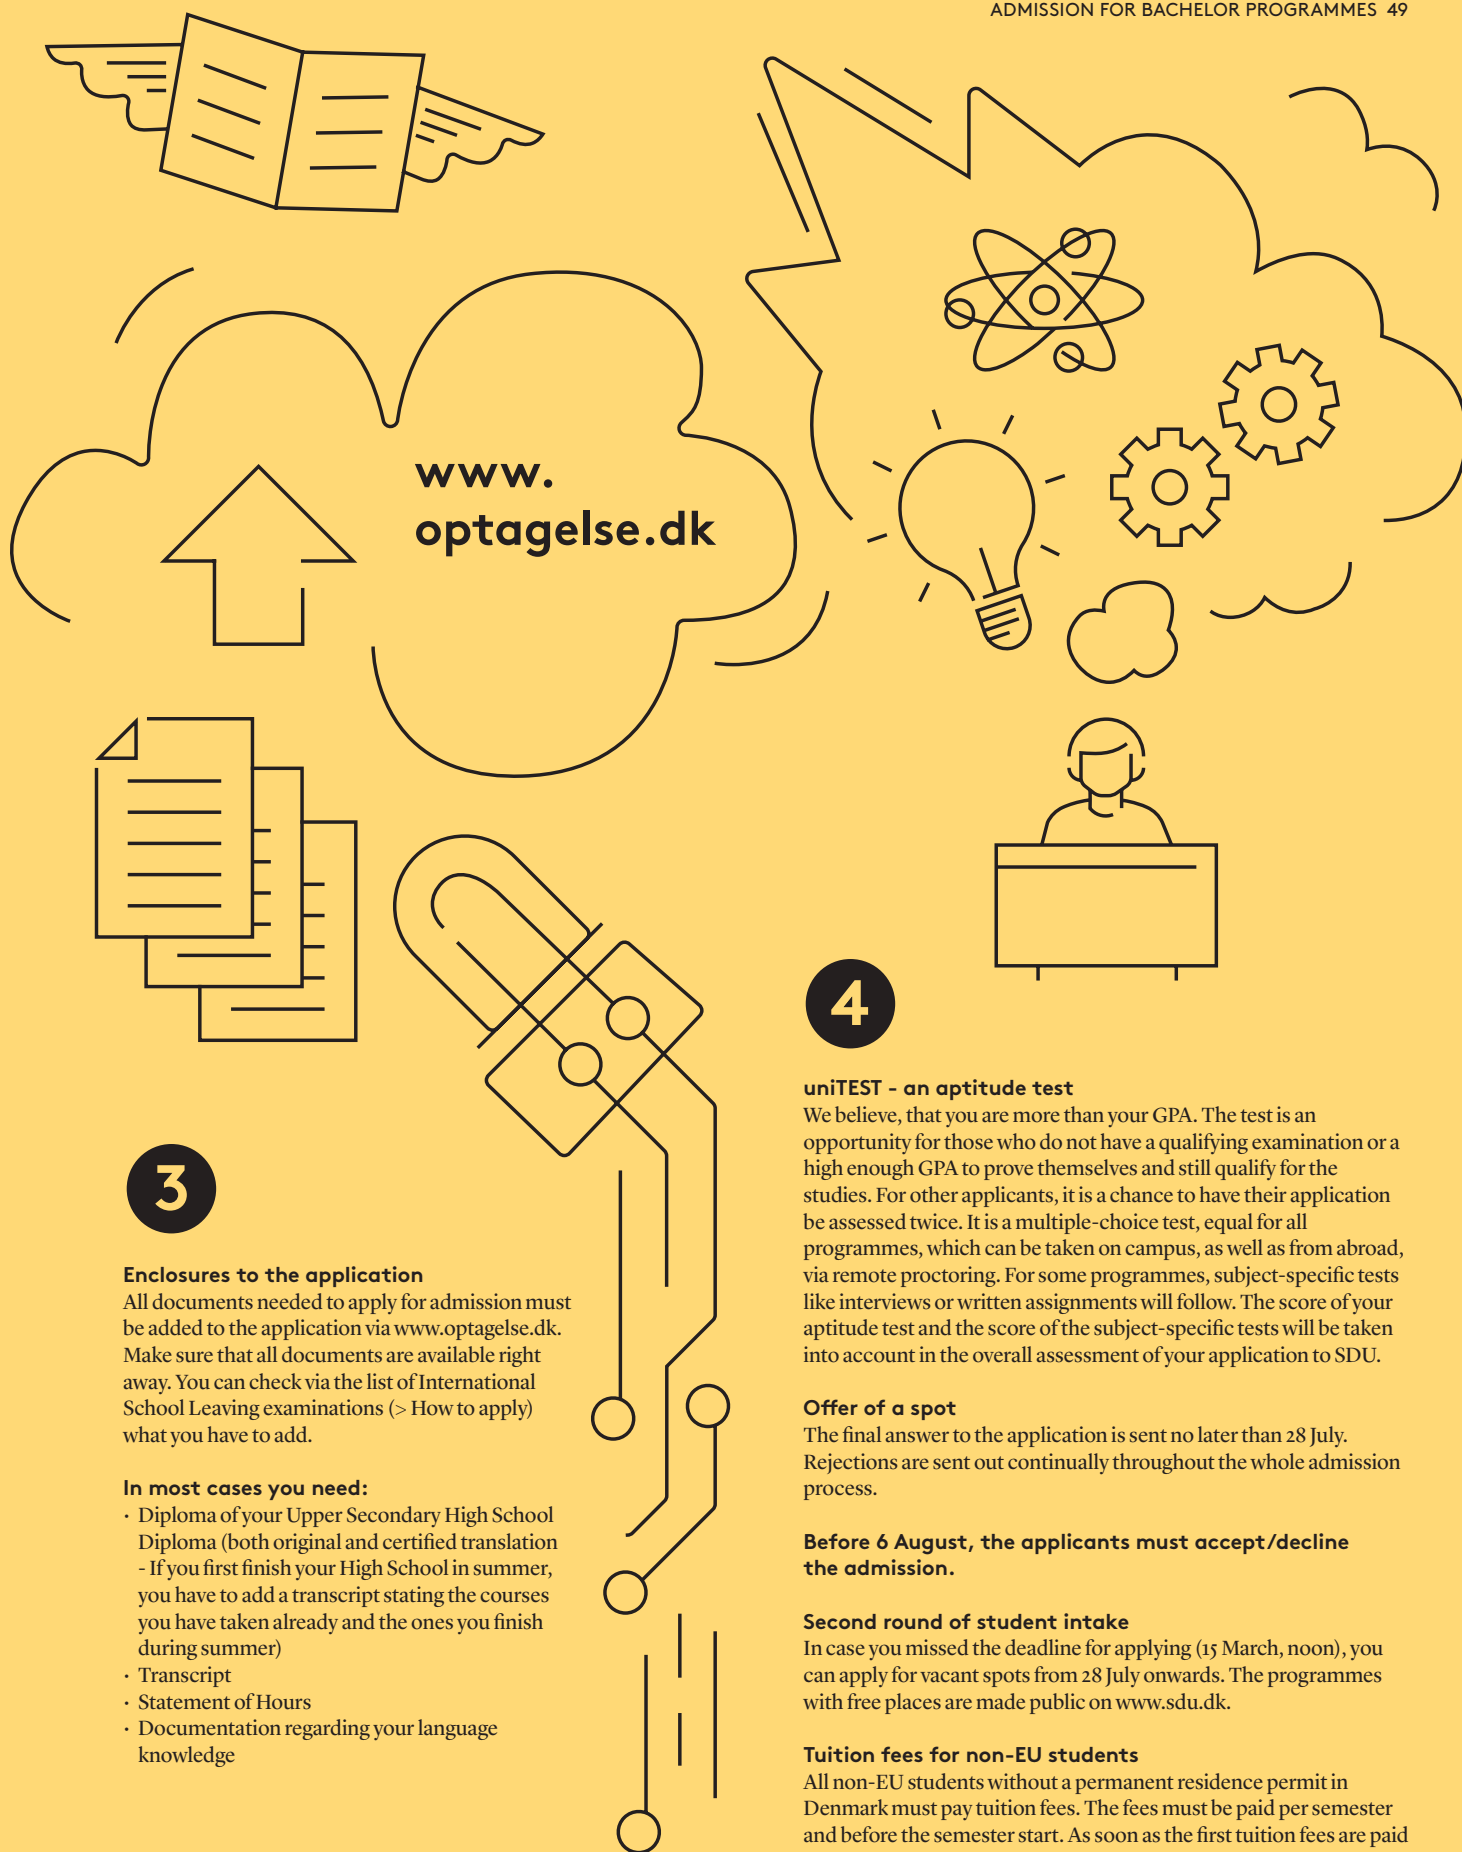 ADMISSION FOR BACHELOR PROGRAMMES 49
www.
optagelse.dk
3
Enclosures to the application
All documents needed to apply for admission must
be added to the application via www.optagelse.dk.
Make sure that all documents are available right
away. You can check via the list of International
School Leaving examinations (> How to apply)
what you have to add.
In most cases you need:
· Diploma of your Upper Secondary High School
Diploma (both original and certified translation
- If you first finish your High School in summer,
you have to add a transcript stating the courses
you have taken already and the ones you finish
during summer)
· Transcript
· Statement of Hours
· Documentation regarding your language
knowledge
4
uniTEST - an aptitude test
We believe, that you are more than your GPA. The test is an
opportunity for those who do not have a qualifying examination or a
high enough GPA to prove themselves and still qualify for the
studies. For other applicants, it is a chance to have their application
be assessed twice. It is a multiple-choice test, equal for all
programmes, which can be taken on campus, as well as from abroad,
via remote proctoring. For some programmes, subject-specific tests
like interviews or written assignments will follow. The score of your
aptitude test and the score of the subject-specific tests will be taken
into account in the overall assessment of your application to SDU.
Offer of a spot
The final answer to the application is sent no later than 28 July.
Rejections are sent out continually throughout the whole admission
process.
Before 6 August, the applicants must accept/decline
the admission.
Second round of student intake
In case you missed the deadline for applying (15 March, noon), you
can apply for vacant spots from 28 July onwards. The programmes
with free places are made public on www.sdu.dk.
Tuition fees for non-EU students
All non-EU students without a permanent residence permit in
Denmark must pay tuition fees. The fees must be paid per semester
and before the semester start. As soon as the first tuition fees are paid